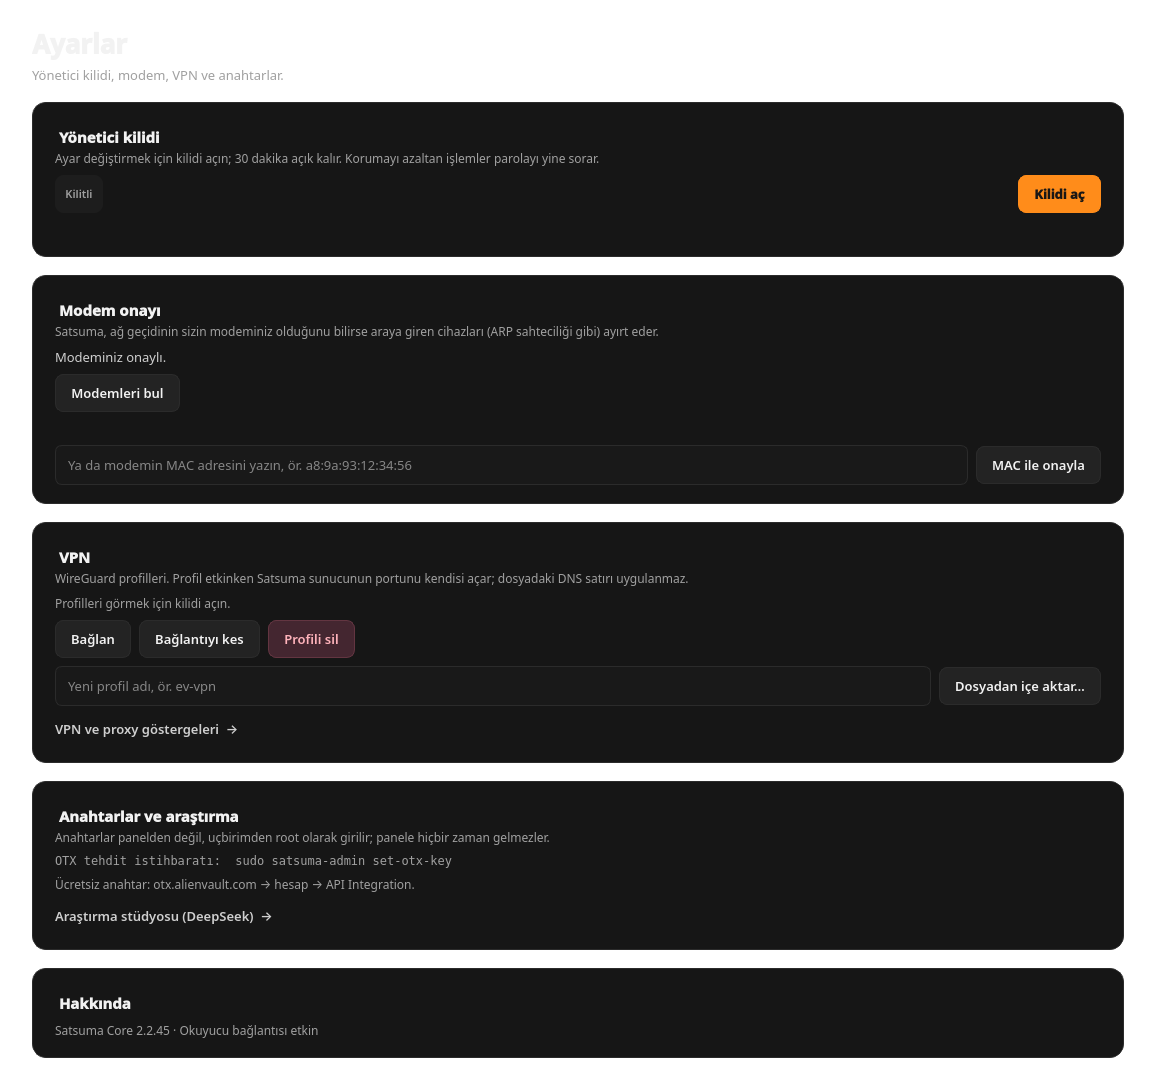 Ayarlar
Yönetici kilidi, modem, VPN ve anahtarlar.
Yönetici kilidi
Ayar değiştirmek için kilidi açın; 30 dakika açık kalır. Korumayı azaltan işlemler parolayı yine sorar.
Kilitli
Kilidi aç
Modem onayı
Satsuma, ağ geçidinin sizin modeminiz olduğunu bilirse araya giren cihazları (ARP sahteciliği gibi) ayırt eder.
Modeminiz onaylı.
Modemleri bul
Ya da modemin MAC adresini yazın, ör. a8:9a:93:12:34:56
MAC ile onayla
VPN
WireGuard profilleri. Profil etkinken Satsuma sunucunun portunu kendisi açar; dosyadaki DNS satırı uygulanmaz.
Profilleri görmek için kilidi açın.
Bağlan
Bağlantıyı kes
Profili sil
Yeni profil adı, ör. ev-vpn
Dosyadan içe aktar...
VPN ve proxy göstergeleri →
Anahtarlar ve araştırma
Anahtarlar panelden değil, uçbirimden root olarak girilir; panele hiçbir zaman gelmezler.
OTX tehdit istihbaratı:  sudo satsuma-admin set-otx-key
Ücretsiz anahtar: otx.alienvault.com → hesap → API Integration.
Araştırma stüdyosu (DeepSeek) →
Hakkında
Satsuma Core 2.2.45 · Okuyucu bağlantısı etkin